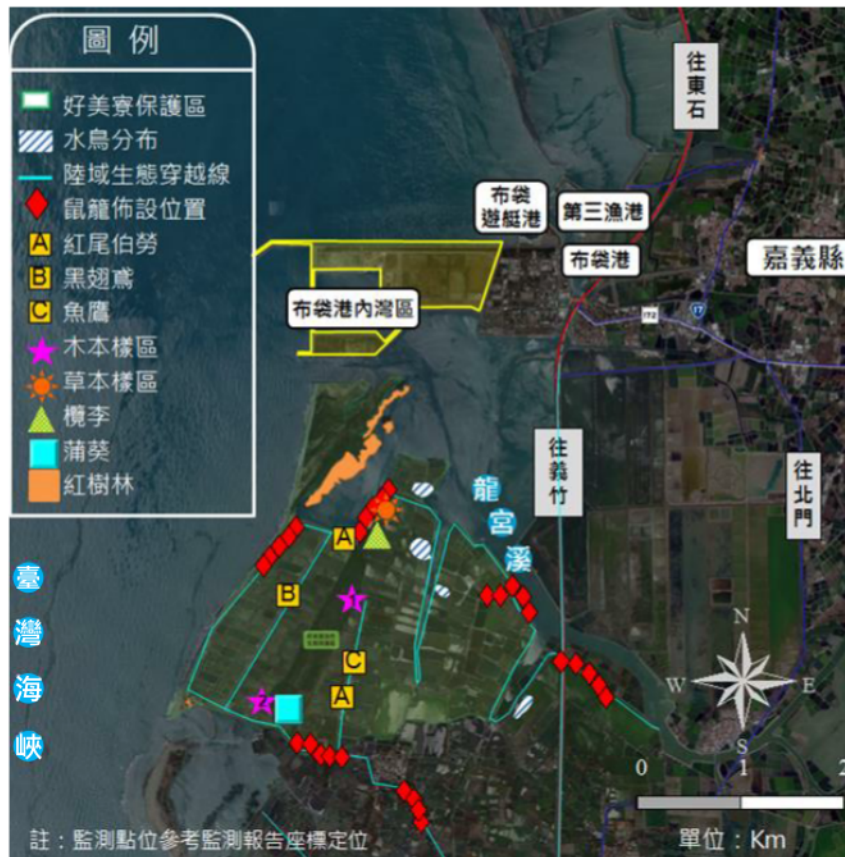 圖例
好美寮保護區
水鳥分布
陸域生態穿越線
鼠籠佈設位置
A 紅尾伯勞
B 黑翅鳶
C 魚鷹
木本樣區
草本樣區
欖李
蒲葵
紅樹林
往東石
布袋
遊艇港
第三漁港
布袋港
嘉義縣
布袋港內灣區
172
17
往義竹
往北門
龍宮溪
A
B
1
C
A
2
臺灣海峽
N
W E
S
0 1 2
註：監測點位參考監測報告座標定位
單位：Km